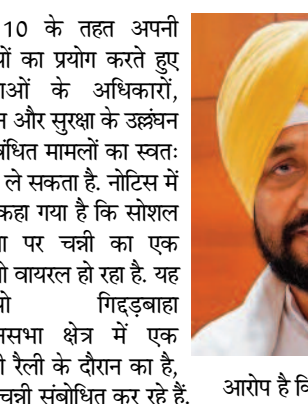 10 के तहत अपनी
का प्रयोग करते हुए
के अधिकारों,
और सुरक्षा के उल्लंघन
मामलों का स्वतः
ले सकता है. नोटिस में
कहा गया है कि सोशल
पर चन्नी का एक
वायरल हो रहा है. यह
गिद्दड़बाहा
क्षेत्र में एक
रैली के दौरान का है,
चन्नी संबोधित कर रहे हैं.
आरोप है